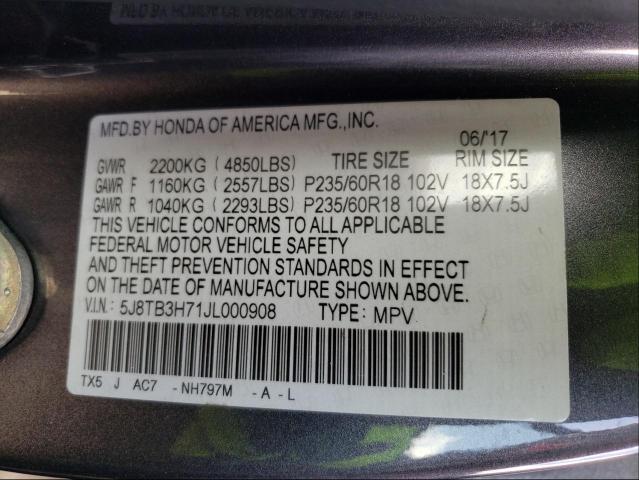 MFD.BY HONDA OF AMERICA MFG.,INC.
06/'17
GVWR 2200KG (4850LBS) TIRE SIZE RIM SIZE
GAWR F 1160KG (2557LBS) P235/60R18 102V 18X7.5J
GAWR R 1040KG (2293LBS) P235/60R18 102V 18X7.5J
THIS VEHICLE CONFORMS TO ALL APPLICABLE
FEDERAL MOTOR VEHICLE SAFETY
AND THEFT PREVENTION STANDARDS IN EFFECT
ON THE DATE OF MANUFACTURE SHOWN ABOVE.
V.I.N.: 5J8TB3H71JL000908 TYPE: MPV
TX5 J AC7 -NH797M -A-L